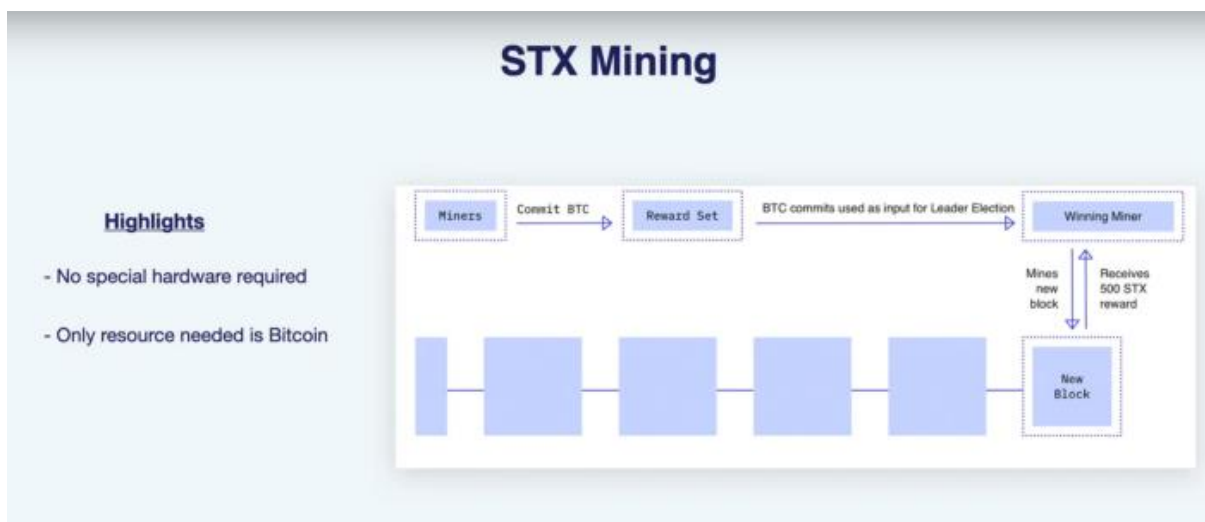 STX Mining
Highlights
- No special hardware required
- Only resource needed is Bitcoin
Miners
Commit BTC
Reward Set
BTC commits used as input for Leader Election
Winning Miner
Mines
new
block
Receives
500 STX
reward
New
Block